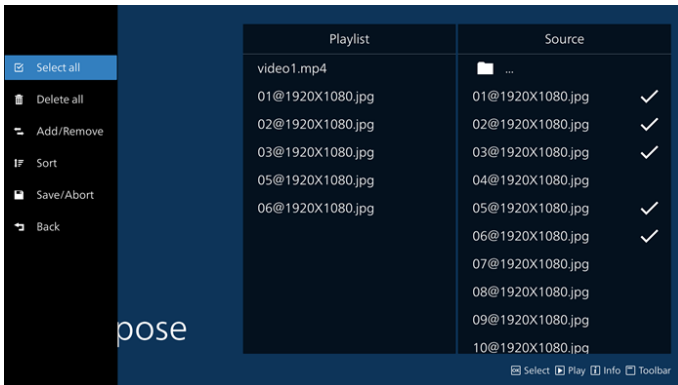 Select all
Delete all
Add/Remove
Sort
Save/Abort
Back
pose
Playlist
video1.mp4
01@1920X1080.jpg
02@1920X1080.jpg
03@1920X1080.jpg
05@1920X1080.jpg
06@1920X1080.jpg
Source
...
01@1920X1080.jpg
02@1920X1080.jpg
03@1920X1080.jpg
04@1920X1080.jpg
05@1920X1080.jpg
06@1920X1080.jpg
07@1920X1080.jpg
08@1920X1080.jpg
09@1920X1080.jpg
10@1920X1080.jpg
OK Select Play i Info Toolbar